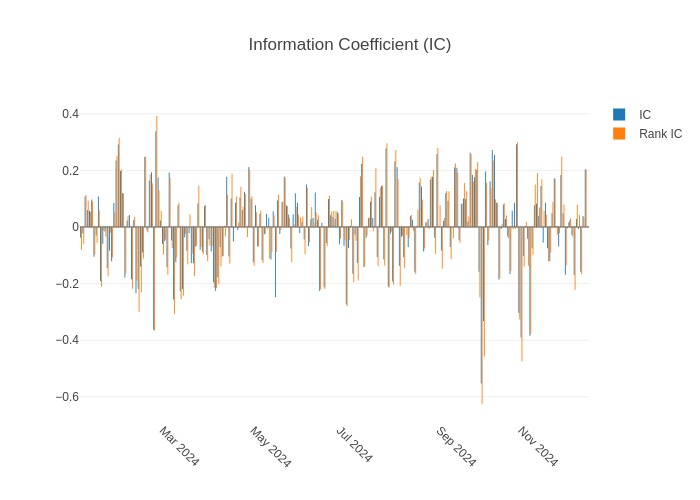 Information Coefficient (IC)
IC
Rank IC
0.4
0.2
0
−0.2
−0.4
−0.6
Mar 2024
May 2024
Jul 2024
Sep 2024
Nov 2024